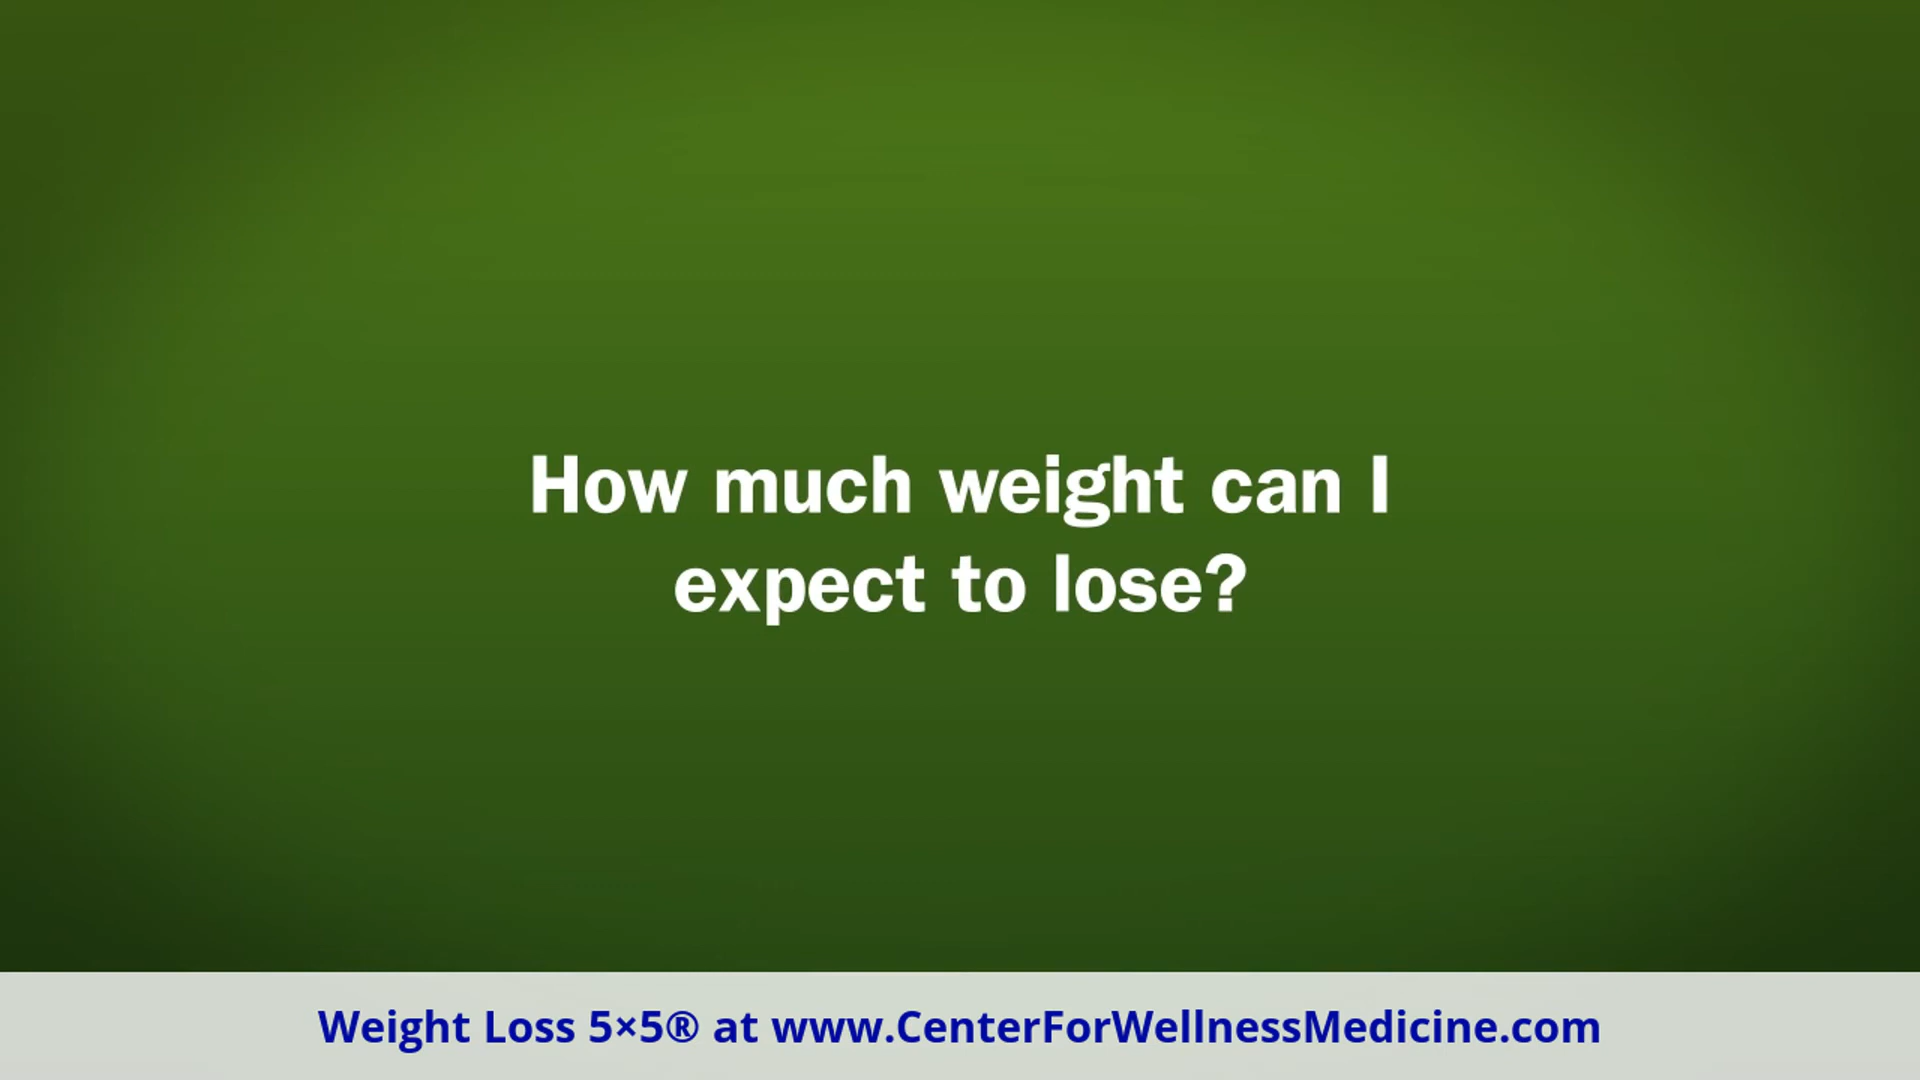 How much weight can I
expect to lose?
Weight Loss 5×5® at www.CenterForWellnessMedicine.com